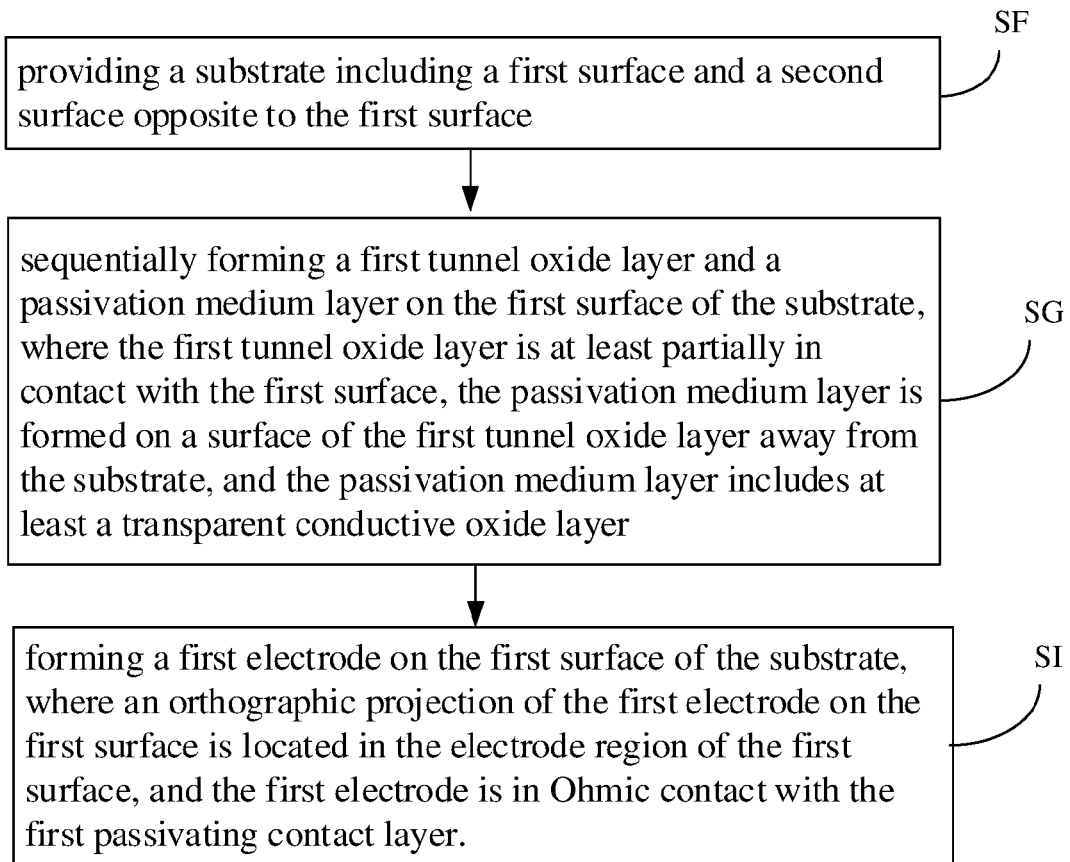 SF
providing a substrate including a first surface and a second
surface opposite to the first surface
sequentially forming a first tunnel oxide layer and a
passivation medium layer on the first surface of the substrate,
where the first tunnel oxide layer is at least partially in
contact with the first surface, the passivation medium layer is
formed on a surface of the first tunnel oxide layer away from
the substrate, and the passivation medium layer includes at
least a transparent conductive oxide layer
SG
forming a first electrode on the first surface of the substrate,
where an orthographic projection of the first electrode on the
first surface is located in the electrode region of the first
surface, and the first electrode is in Ohmic contact with the
first passivating contact layer.
SI